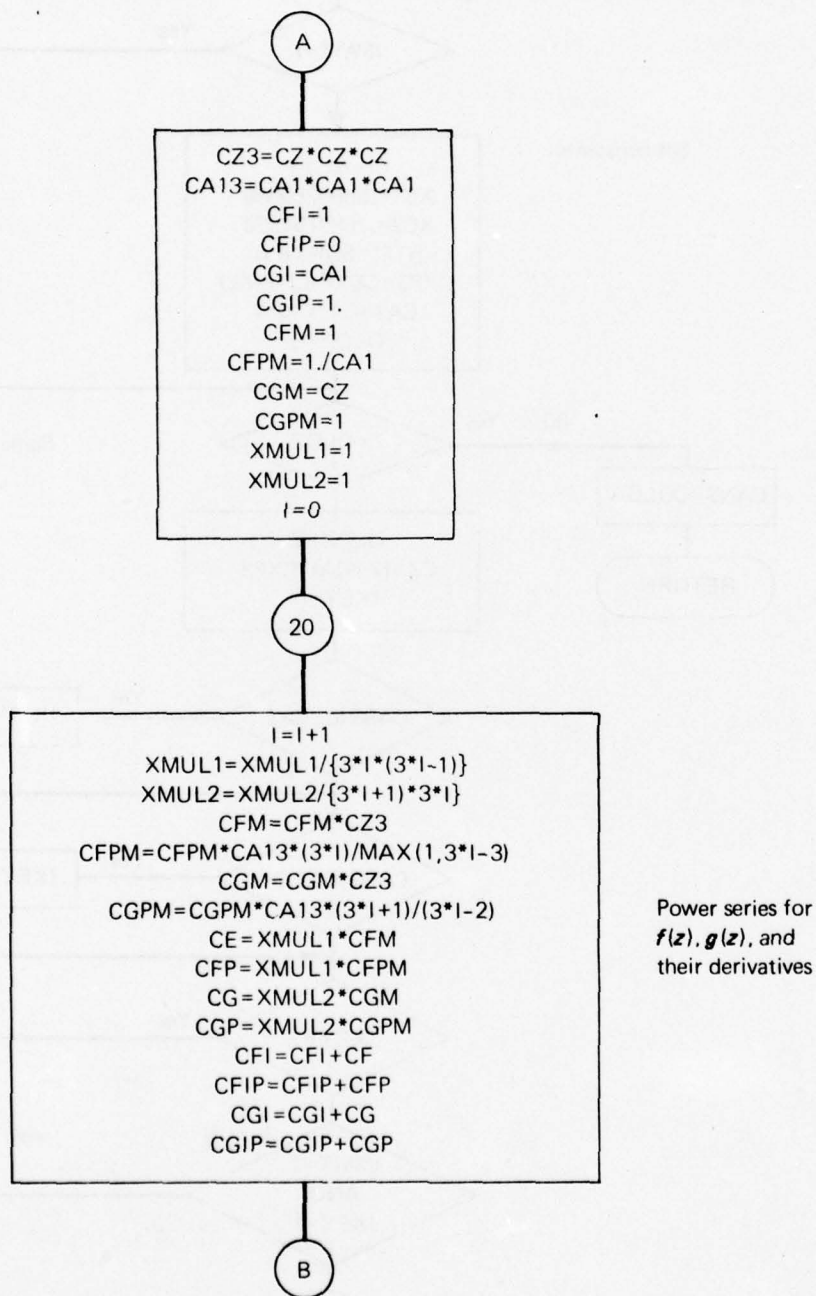 A
CZ3=CZ*CZ*CZ
CA13=CA1*CA1*CA1
CFI=1
CFIP=0
CGI=CAI
CGIP=1.
CFM=1
CFPM=1./CA1
CGM=CZ
CGPM=1
XMUL1=1
XMUL2=1
I=0
20
I=I+1
XMUL1=XMUL1/{3*I*(3*I-1)}
XMUL2=XMUL2/{3*I+1)*3*I}
CFM=CFM*CZ3
CFPM=CFPM*CA13*(3*I)/MAX(1,3*I-3)
CGM=CGM*CZ3
CGPM=CGPM*CA13*(3*I+1)/(3*I-2)
CE=XMUL1*CFM
CFP=XMUL1*CFPM
CG=XMUL2*CGM
CGP=XMUL2*CGPM
CFI=CFI+CF
CFIP=CFIP+CFP
CGI=CGI+CG
CGIP=CGIP+CGP
Power series for
f(z), g(z), and
their derivatives
B